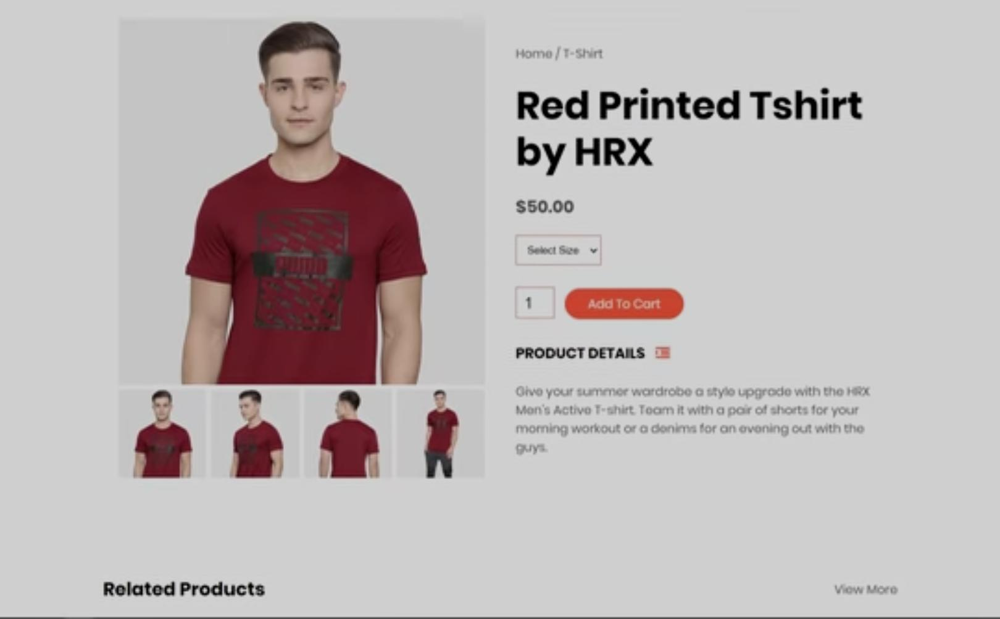 Home / T-Shirt
Red Printed Tshirt
by HRX
$50.00
Select Size
1
Add To Cart
PRODUCT DETAILS
Give your summer wardrobe a style upgrade with the HRX
Men's Active T-shirt. Team it with a pair of shorts for your
morning workout or a denims for an evening out with the
guys.
PUMA
Related Products
View More